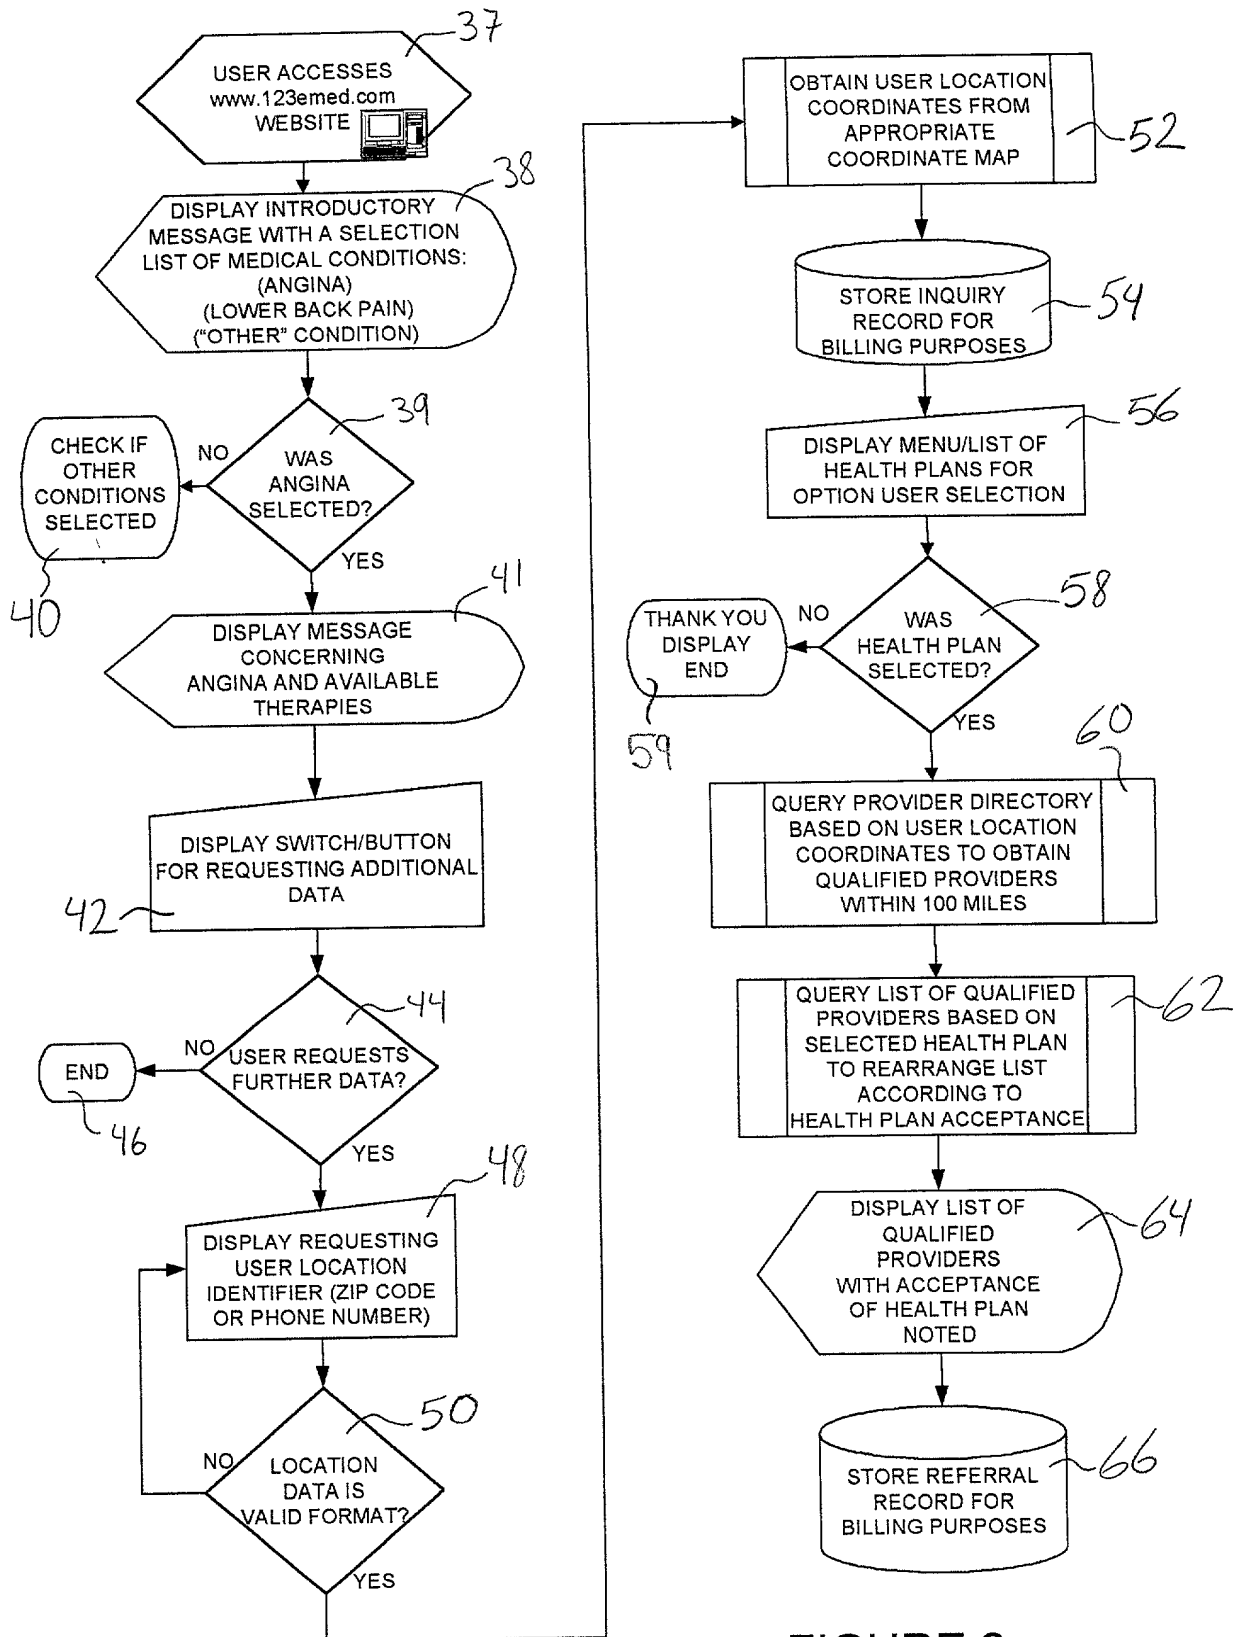 37
USER ACCESSES
www.123emed.com
WEBSITE
38
DISPLAY INTRODUCTORY
MESSAGE WITH A SELECTION
LIST OF MEDICAL CONDITIONS:
(ANGINA)
(LOWER BACK PAIN)
("OTHER" CONDITION)
39
WAS
ANGINA
SELECTED?
NO
YES
CHECK IF
OTHER
CONDITIONS
SELECTED
40
41
DISPLAY MESSAGE
CONCERNING
ANGINA AND AVAILABLE
THERAPIES
DISPLAY SWITCH/BUTTON
FOR REQUESTING ADDITIONAL
DATA
42
44
USER REQUESTS
FURTHER DATA?
NO
YES
END
46
48
DISPLAY REQUESTING
USER LOCATION
IDENTIFIER (ZIP CODE
OR PHONE NUMBER)
50
LOCATION
DATA IS
VALID FORMAT?
NO
YES
OBTAIN USER LOCATION
COORDINATES FROM
APPROPRIATE
COORDINATE MAP
52
STORE INQUIRY
RECORD FOR
BILLING PURPOSES
54
56
DISPLAY MENU/LIST OF
HEALTH PLANS FOR
OPTION USER SELECTION
58
WAS
HEALTH PLAN
SELECTED?
NO
YES
THANK YOU
DISPLAY
END
59
60
QUERY PROVIDER DIRECTORY
BASED ON USER LOCATION
COORDINATES TO OBTAIN
QUALIFIED PROVIDERS
WITHIN 100 MILES
QUERY LIST OF QUALIFIED
PROVIDERS BASED ON
SELECTED HEALTH PLAN
TO REARRANGE LIST
ACCORDING TO
HEALTH PLAN ACCEPTANCE
62
DISPLAY LIST OF
QUALIFIED
PROVIDERS
WITH ACCEPTANCE
OF HEALTH PLAN
NOTED
64
STORE REFERRAL
RECORD FOR
BILLING PURPOSES
66
FIGURE